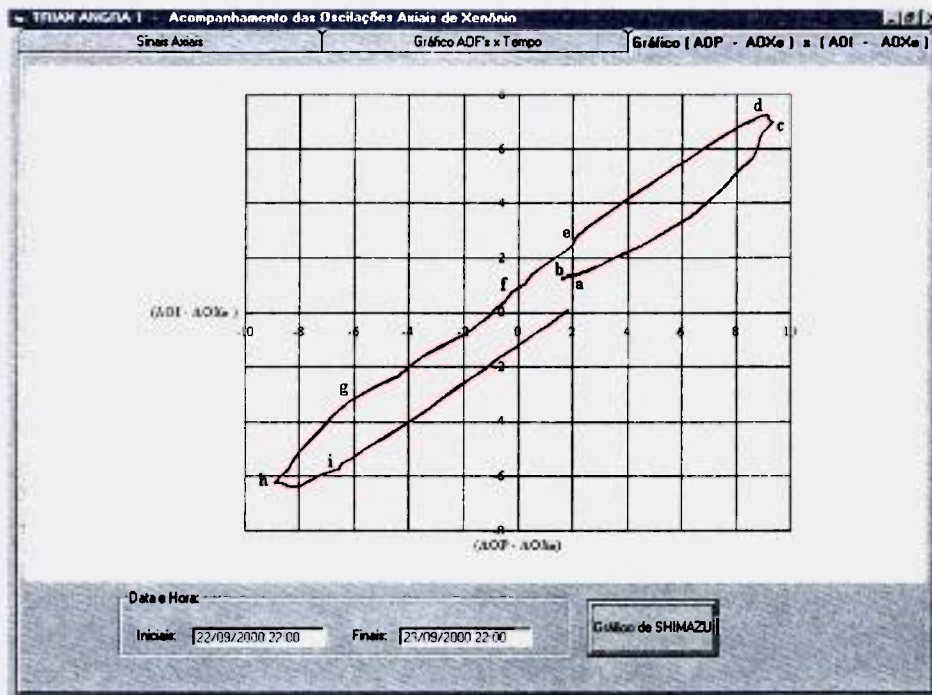 TITRAN ANGRA 1 - Acompanhamento das Oscilações Axiais de Xenônio
Sinais Axiais Gráfico AOF's x Tempo Gráfico ( AOP - AOXe ) x ( AOI - AOXe )
8
d
c
6
4
e
2
b
a
f
(AOI - AOXe)
0
-10 -8 -6 -4 -2 0 2 4 6 8 10
-2
g
-4
i
h
-6
-8
(AOP - AOXe)
Data e Hora:
Iniciais: 22/09/2000 22:00 Finais: 23/09/2000 22:00
Gráfico de SHIMAZU